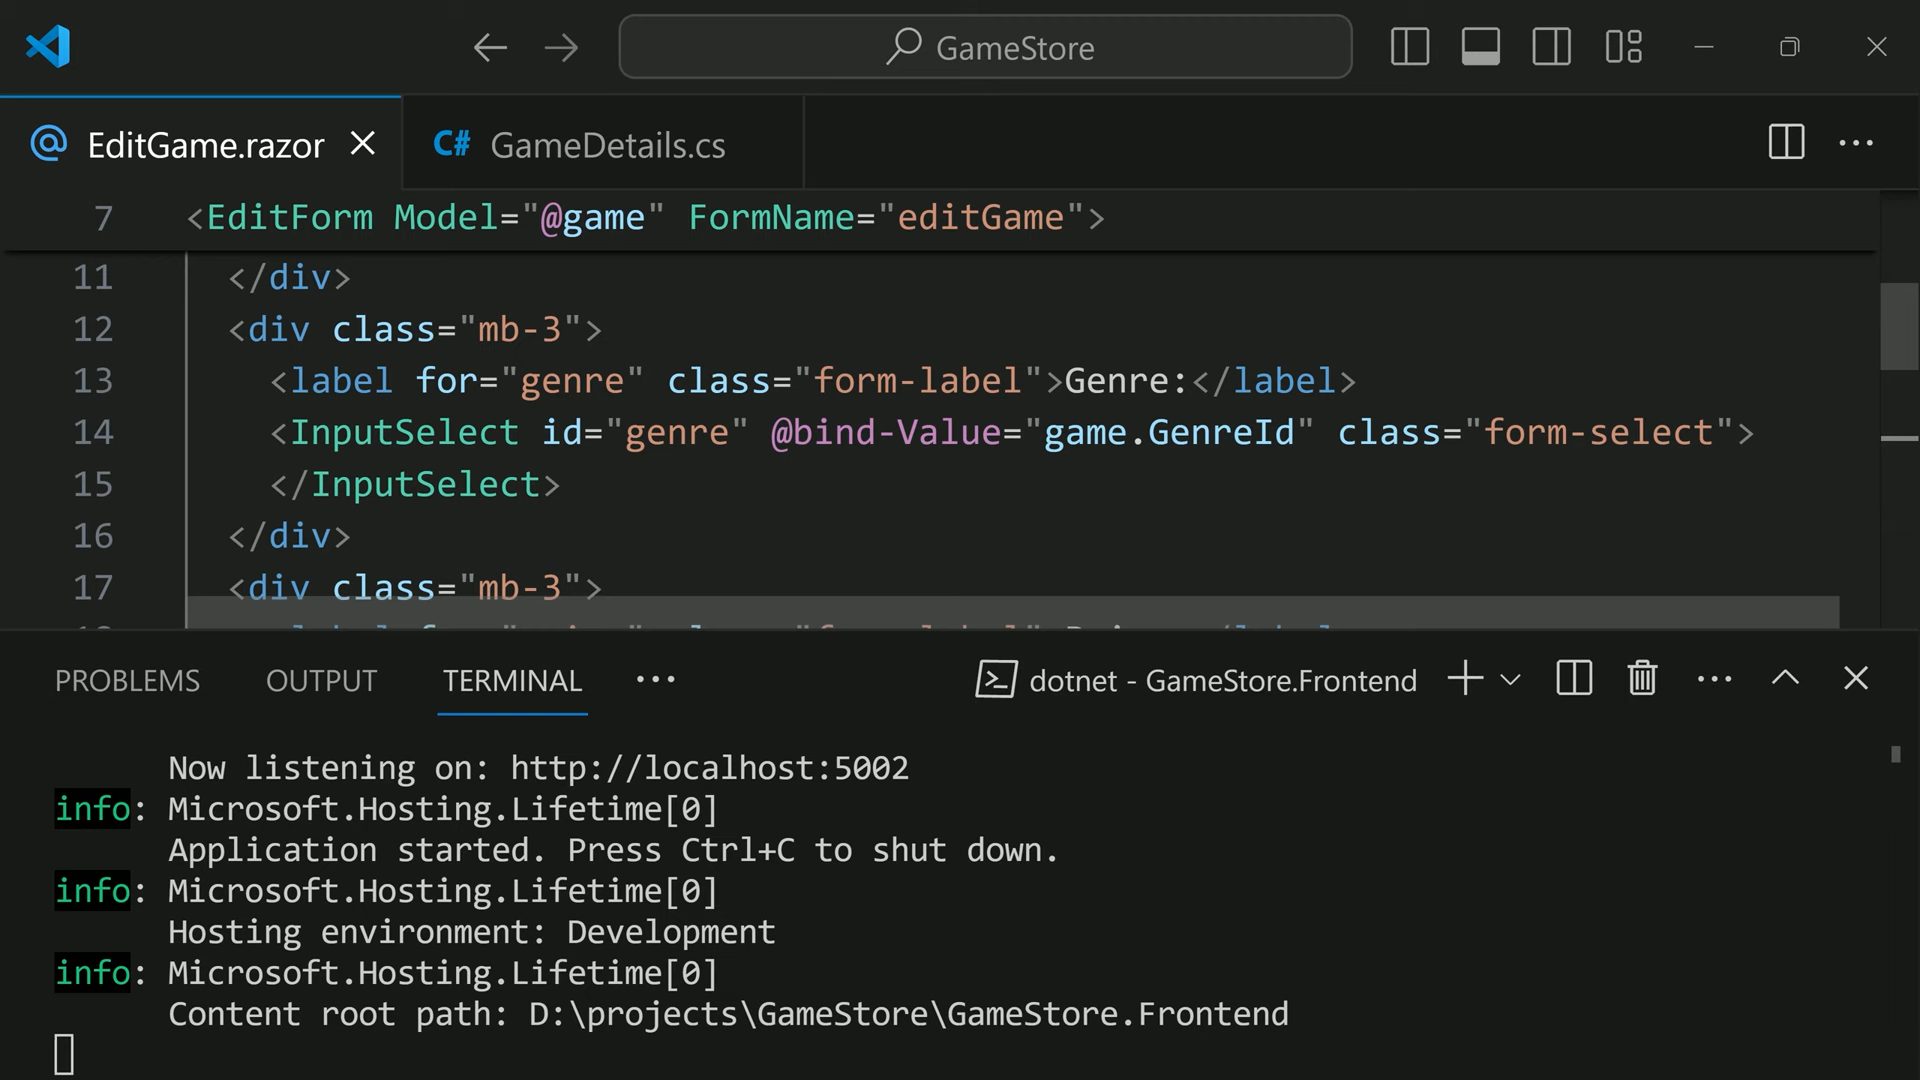 GameStore
EditGame.razor
C# GameDetails.cs
7 <EditForm Model="@game" FormName="editGame">
11 </div>
12 <div class="mb-3">
13 <label for="genre" class="form-label">Genre:</label>
14 <InputSelect id="genre" @bind-Value="game.GenreId" class="form-select">
15 </InputSelect>
16 </div>
17 <div class="mb-3">
PROBLEMS OUTPUT TERMINAL dotnet - GameStore.Frontend
Now listening on: http://localhost:5002
info: Microsoft.Hosting.Lifetime[0]
Application started. Press Ctrl+C to shut down.
info: Microsoft.Hosting.Lifetime[0]
Hosting environment: Development
info: Microsoft.Hosting.Lifetime[0]
Content root path: D:\projects\GameStore\GameStore.Frontend